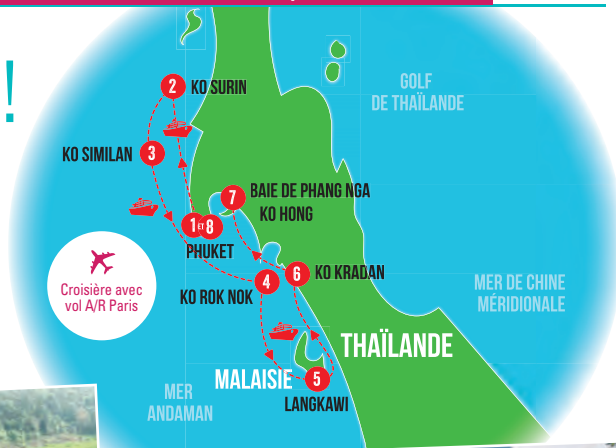 !
2 KO SURIN
GOLF
DE THAÏLANDE
KO SIMILAN 3
7 BAIE DE PHANG NGA
KO HONG
1 ET 8
PHUKET
6 KO KRADAN
Croisière avec
vol A/R Paris
4
KO ROK NOK
MER DE CHINE
MÉRIDIONALE
THAÏLANDE
MALAISIE 5
LANGKAWI
MER
ANDAMAN